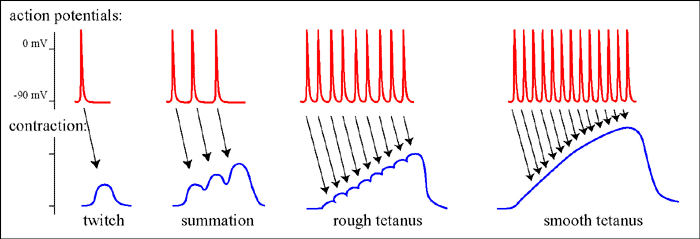 action potentials:
0 mV
-90 mV
contraction:
twitch summation rough tetanus smooth tetanus